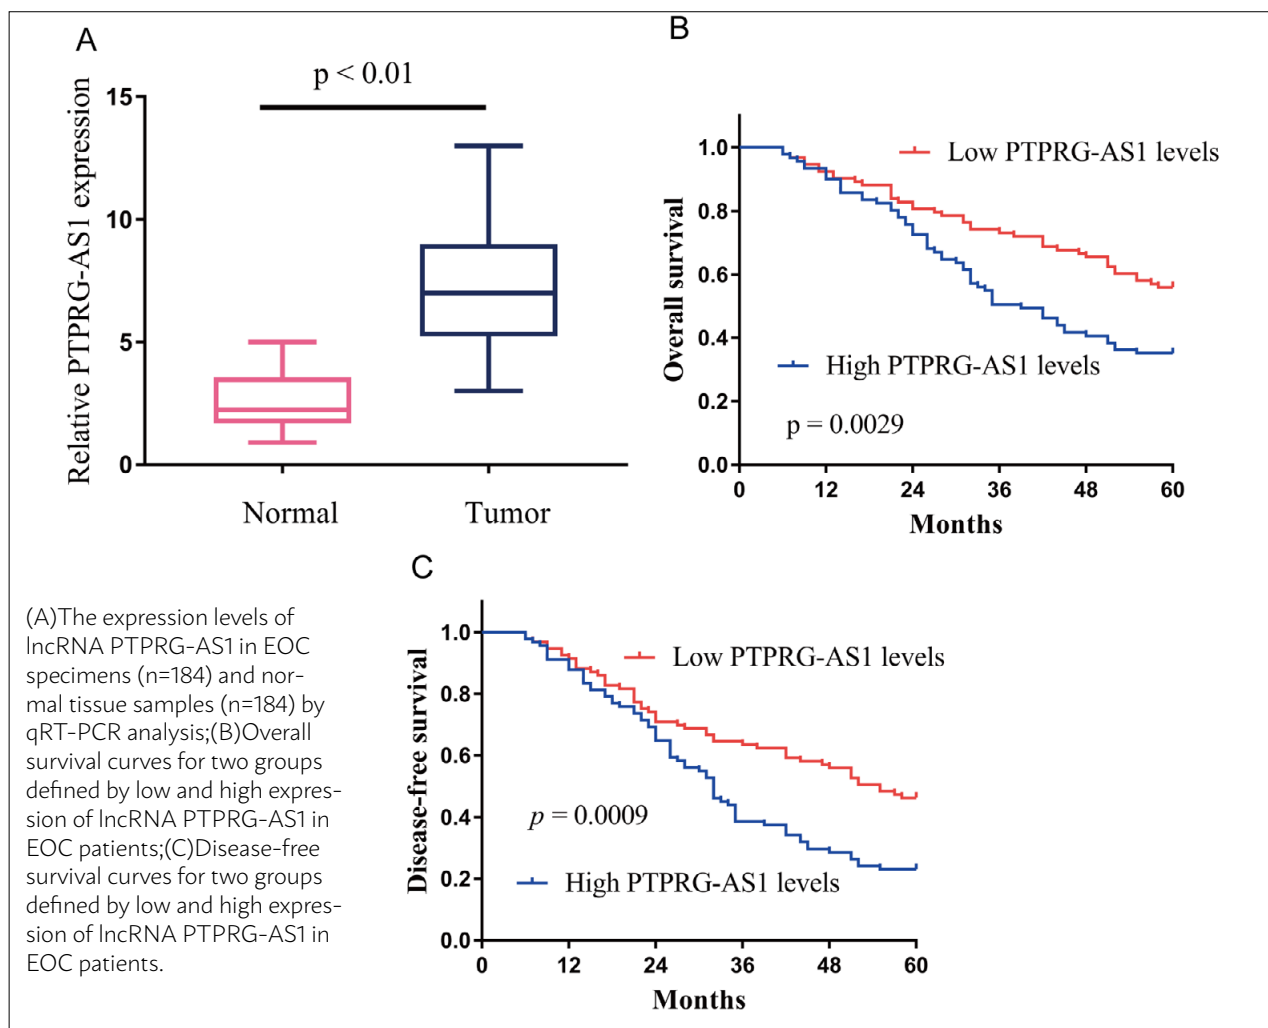 A
p < 0.01
Relative PTPRG-AS1 expression
15
10
5
0
Normal
Tumor
B
Overall survival
1.0
0.8
0.6
0.4
0.2
0.0
Low PTPRG-AS1 levels
High PTPRG-AS1 levels
p = 0.0029
0 12 24 36 48 60
Months
C
Disease-free survival
1.0
0.8
0.6
0.4
0.2
0.0
Low PTPRG-AS1 levels
p = 0.0009
High PTPRG-AS1 levels
0 12 24 36 48 60
Months
(A)The expression levels of
lncRNA PTPRG-AS1 in EOC
specimens (n=184) and nor-
mal tissue samples (n=184) by
qRT-PCR analysis;(B)Overall
survival curves for two groups
defined by low and high expres-
sion of lncRNA PTPRG-AS1 in
EOC patients;(C)Disease-free
survival curves for two groups
defined by low and high expres-
sion of lncRNA PTPRG-AS1 in
EOC patients.